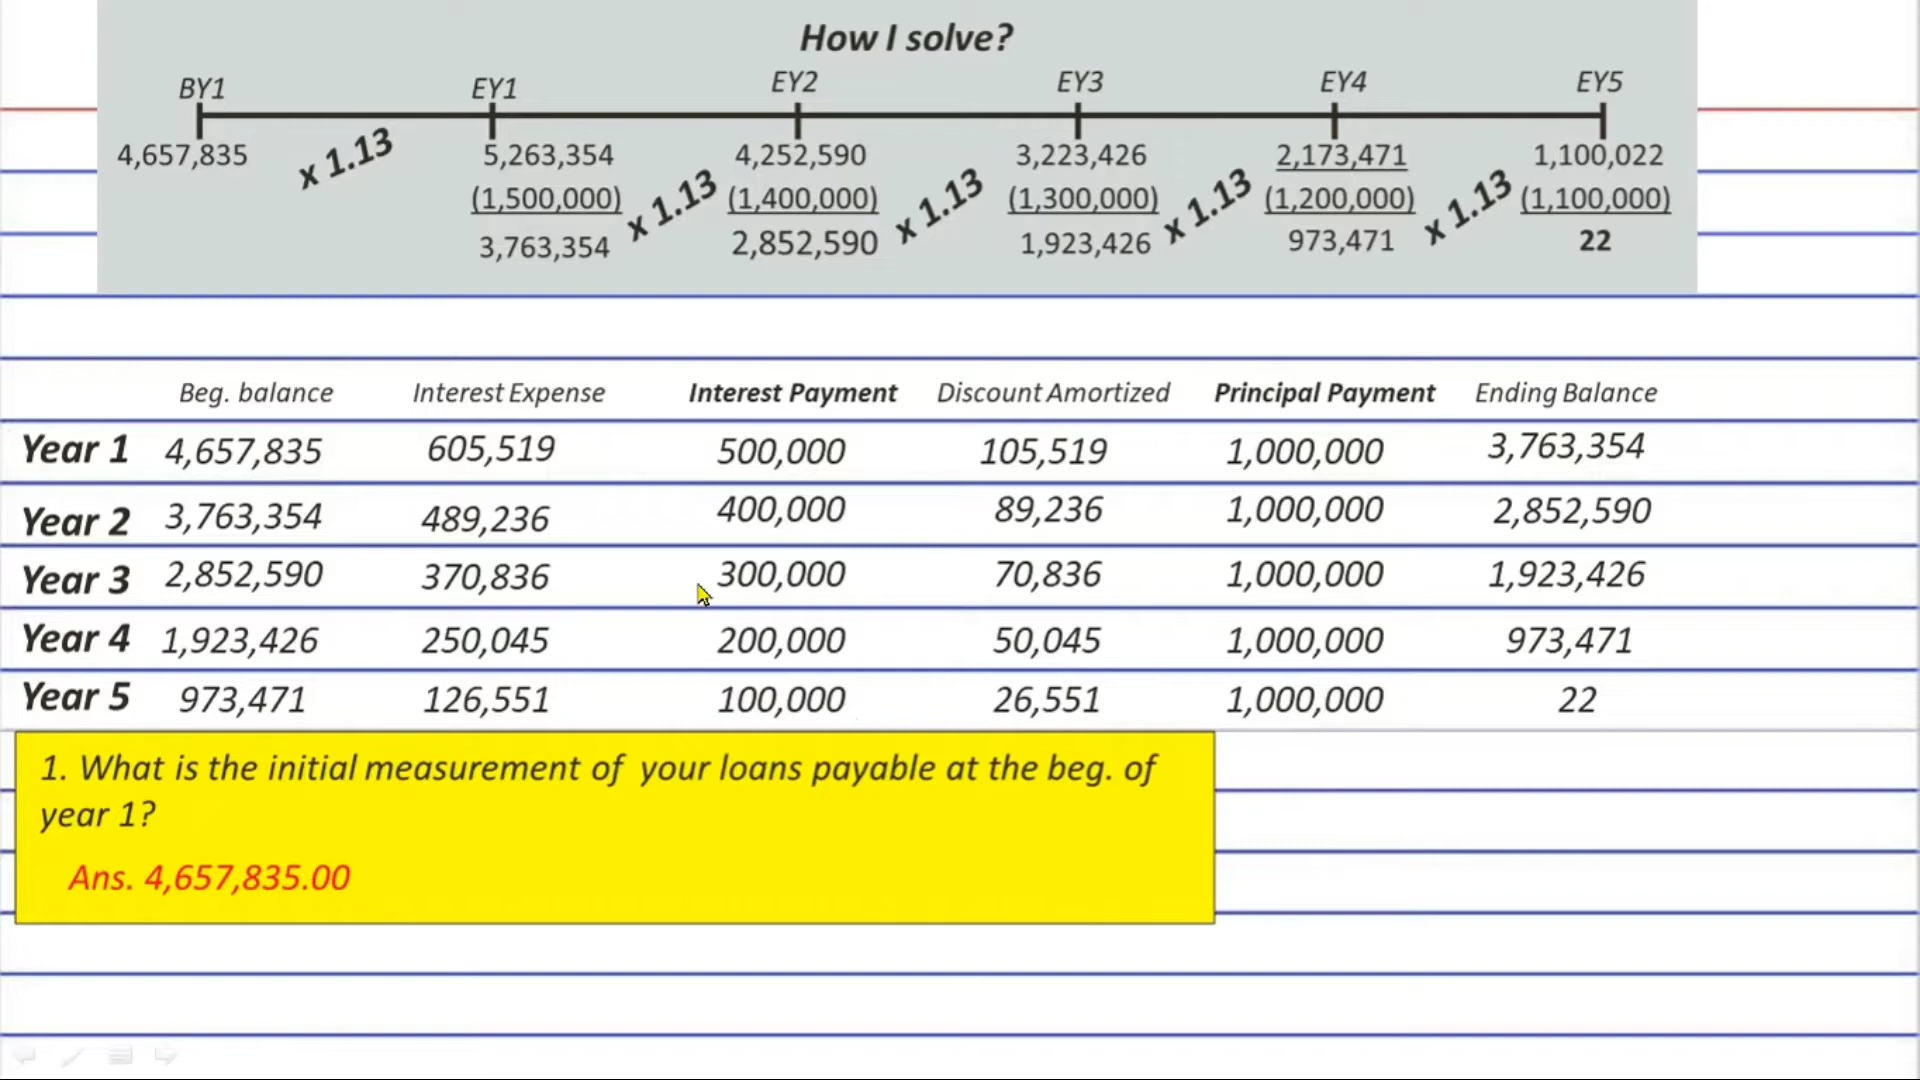 How I solve?
BY1 EY1 EY2 EY3 EY4 EY5
4,657,835 x 1.13 5,263,354 4,252,590 3,223,426 2,173,471 1,100,022
(1,500,000) x 1.13 (1,400,000) x 1.13 (1,300,000) x 1.13 (1,200,000) x 1.13 (1,100,000)
3,763,354 2,852,590 1,923,426 973,471 22
Beg. balance Interest Expense Interest Payment Discount Amortized Principal Payment Ending Balance
Year 1 4,657,835 605,519 500,000 105,519 1,000,000 3,763,354
Year 2 3,763,354 489,236 400,000 89,236 1,000,000 2,852,590
Year 3 2,852,590 370,836 300,000 70,836 1,000,000 1,923,426
Year 4 1,923,426 250,045 200,000 50,045 1,000,000 973,471
Year 5 973,471 126,551 100,000 26,551 1,000,000 22
1. What is the initial measurement of your loans payable at the beg. of
year 1?
Ans. 4,657,835.00